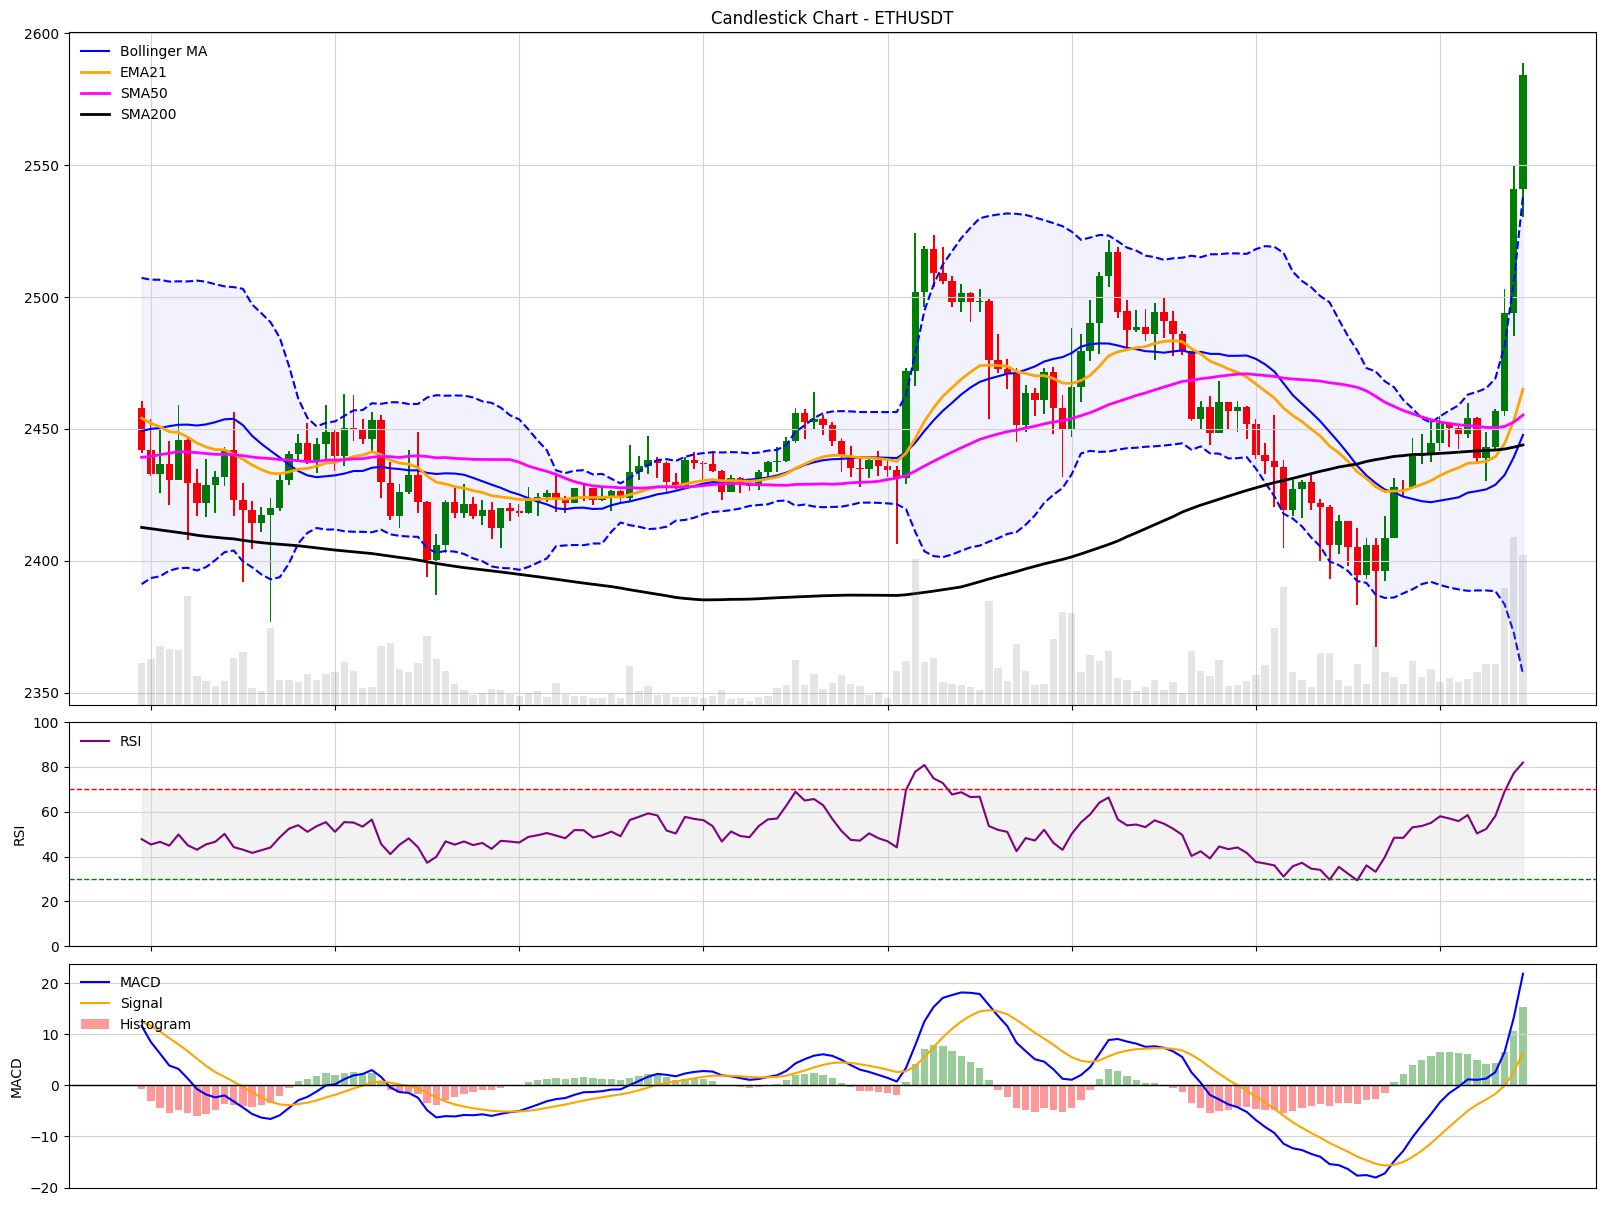 Candlestick Chart - ETHUSDT
2600
Bollinger MA
EMA21
SMA50
SMA200
2550
2500
2450
2400
2350
100
RSI
80
60
RSI
40
20
0
MACD
20
Signal
Histogram
10
MACD
0
−10
−20